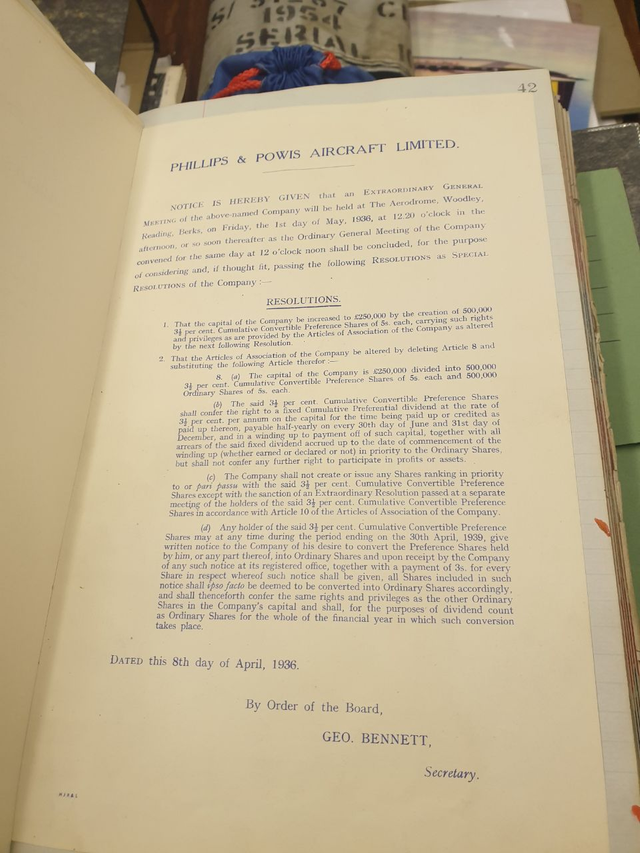 S/ 51287 C
1954
SERIAL
42
PHILLIPS & POWIS AIRCRAFT LIMITED.
NOTICE IS HEREBY GIVEN that an EXTRAORDINARY GENERAL
MEETING of the above-named Company will be held at The Aerodrome, Woodley,
Reading, Berks, on Friday, the 1st day of May, 1936, at 12.20 o'clock in the
afternoon, or so soon thereafter as the Ordinary General Meeting of the Company
convened for the same day at 12 o'clock noon shall be concluded, for the purpose
of considering and, if thought fit, passing the following RESOLUTIONS as SPECIAL
RESOLUTIONS of the Company :—
RESOLUTIONS.
1. That the capital of the Company be increased to £250,000 by the creation of 500,000
3½ per cent. Cumulative Convertible Preference Shares of 5s. each, carrying such rights
and privileges as are provided by the Articles of Association of the Company as altered
by the next following Resolution.
2. That the Articles of Association of the Company be altered by deleting Article 8 and
substituting the following Article therefor :—
8. (a) The capital of the Company is £250,000 divided into 500,000
3½ per cent. Cumulative Convertible Preference Shares of 5s. each and 500,000
Ordinary Shares of 5s. each.
(b) The said 3½ per cent. Cumulative Convertible Preference Shares
shall confer the right to a fixed Cumulative Preferential dividend at the rate of
3½ per cent. per annum on the capital for the time being paid up or credited as
paid up thereon, payable half-yearly on every 30th day of June and 31st day of
December, and in a winding up to payment off of such capital, together with all
arrears of the said fixed dividend accrued up to the date of commencement of the
winding up (whether earned or declared or not) in priority to the Ordinary Shares,
but shall not confer any further right to participate in profits or assets.
(c) The Company shall not create or issue any Shares ranking in priority
to or pari passu with the said 3½ per cent. Cumulative Convertible Preference
Shares except with the sanction of an Extraordinary Resolution passed at a separate
meeting of the holders of the said 3½ per cent. Cumulative Convertible Preference
Shares in accordance with Article 10 of the Articles of Association of the Company.
(d) Any holder of the said 3½ per cent. Cumulative Convertible Preference
Shares may at any time during the period ending on the 30th April, 1939, give
written notice to the Company of his desire to convert the Preference Shares held
by him, or any part thereof, into Ordinary Shares and upon receipt by the Company
of any such notice at its registered office, together with a payment of 3s. for every
Share in respect whereof such notice shall be given, all Shares included in such
notice shall ipso facto be deemed to be converted into Ordinary Shares accordingly,
and shall thenceforth confer the same rights and privileges as the other Ordinary
Shares in the Company's capital and shall, for the purposes of dividend count
as Ordinary Shares for the whole of the financial year in which such conversion
takes place.
DATED this 8th day of April, 1936.
By Order of the Board,
GEO. BENNETT,
Secretary.